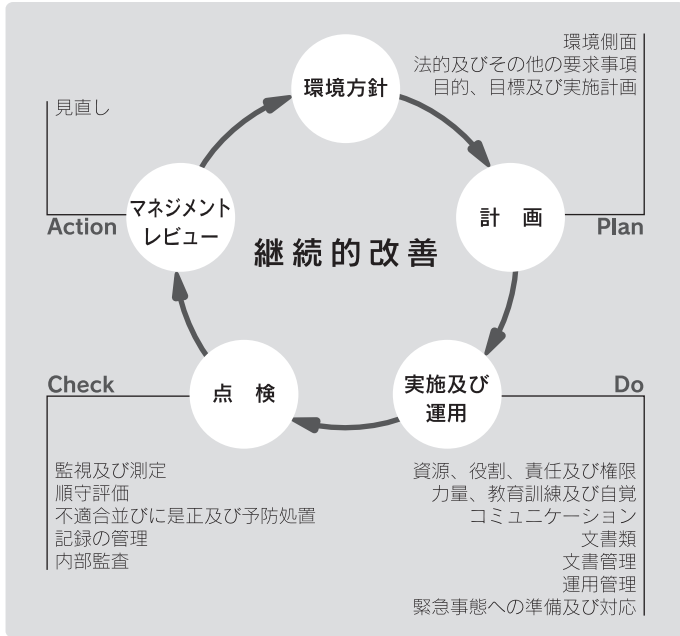 環境方針
環境側面
法的及びその他の要求事項
目的、目標及び実施計画
計 画
Plan
見直し
Action
マネジメント
レビュー
継続的改善
Check
点 検
監視及び測定
順守評価
不適合並びに是正及び予防処置
記録の管理
内部監査
実施及び
運用
Do
資源、役割、責任及び権限
力量、教育訓練及び自覚
コミュニケーション
文書類
文書管理
運用管理
緊急事態への準備及び対応